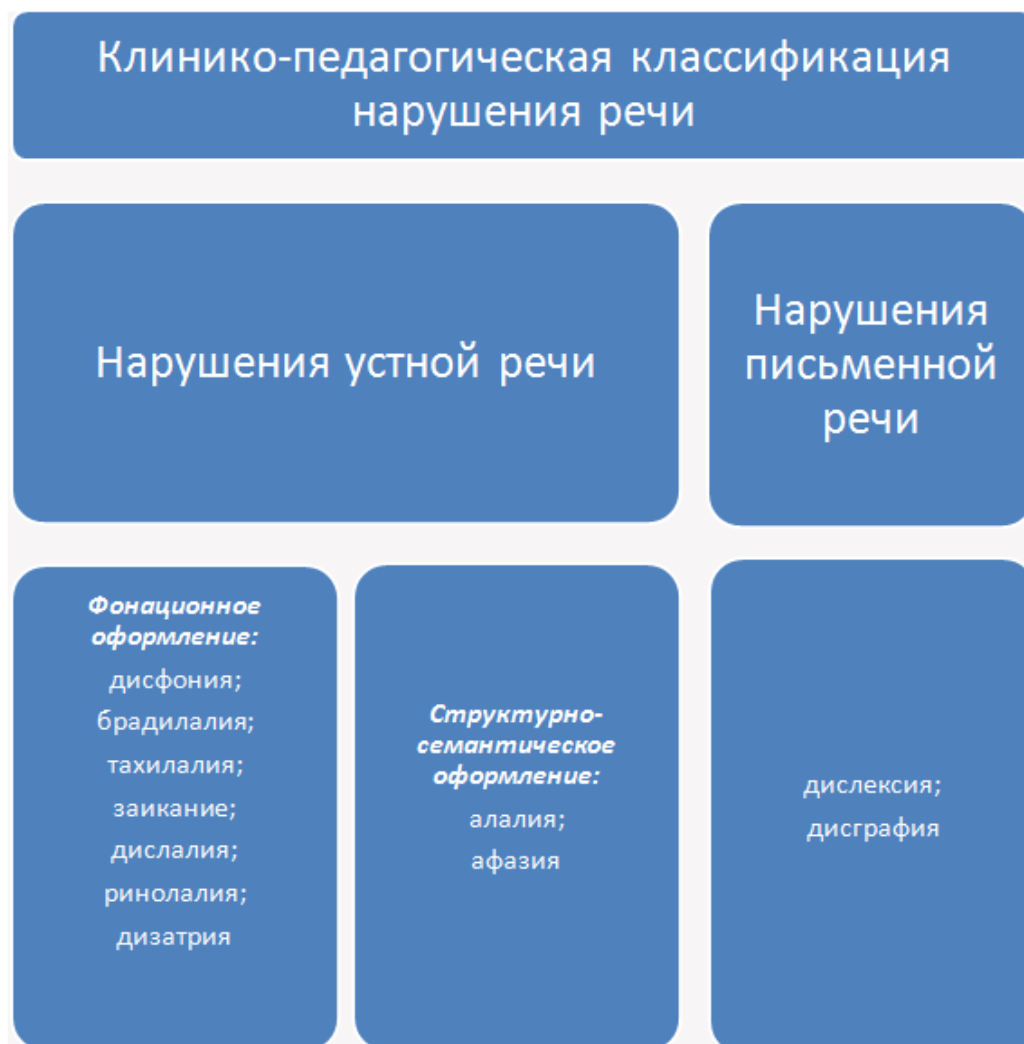 Клинико-педагогическая классификация
нарушения речи
Нарушения устной речи
Нарушения
письменной
речи
Фонационное
оформление:
дисфония;
брадилалия;
тахилалия;
заикание;
дислалия;
ринолалия;
дизатрия
Структурно-
семантическое
оформление:
алалия;
афазия
дислексия;
дисграфия